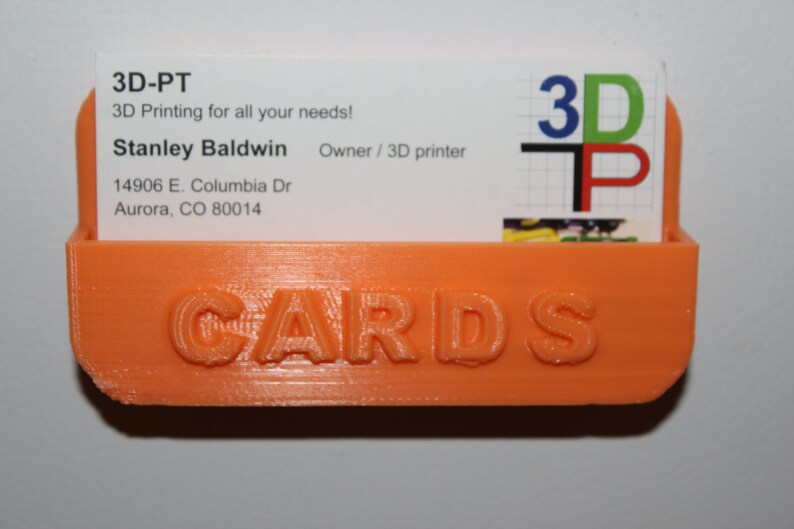 3D-PT
3D Printing for all your needs!
Stanley Baldwin Owner / 3D printer
14906 E. Columbia Dr
Aurora, CO 80014
3D
TP
CARDS